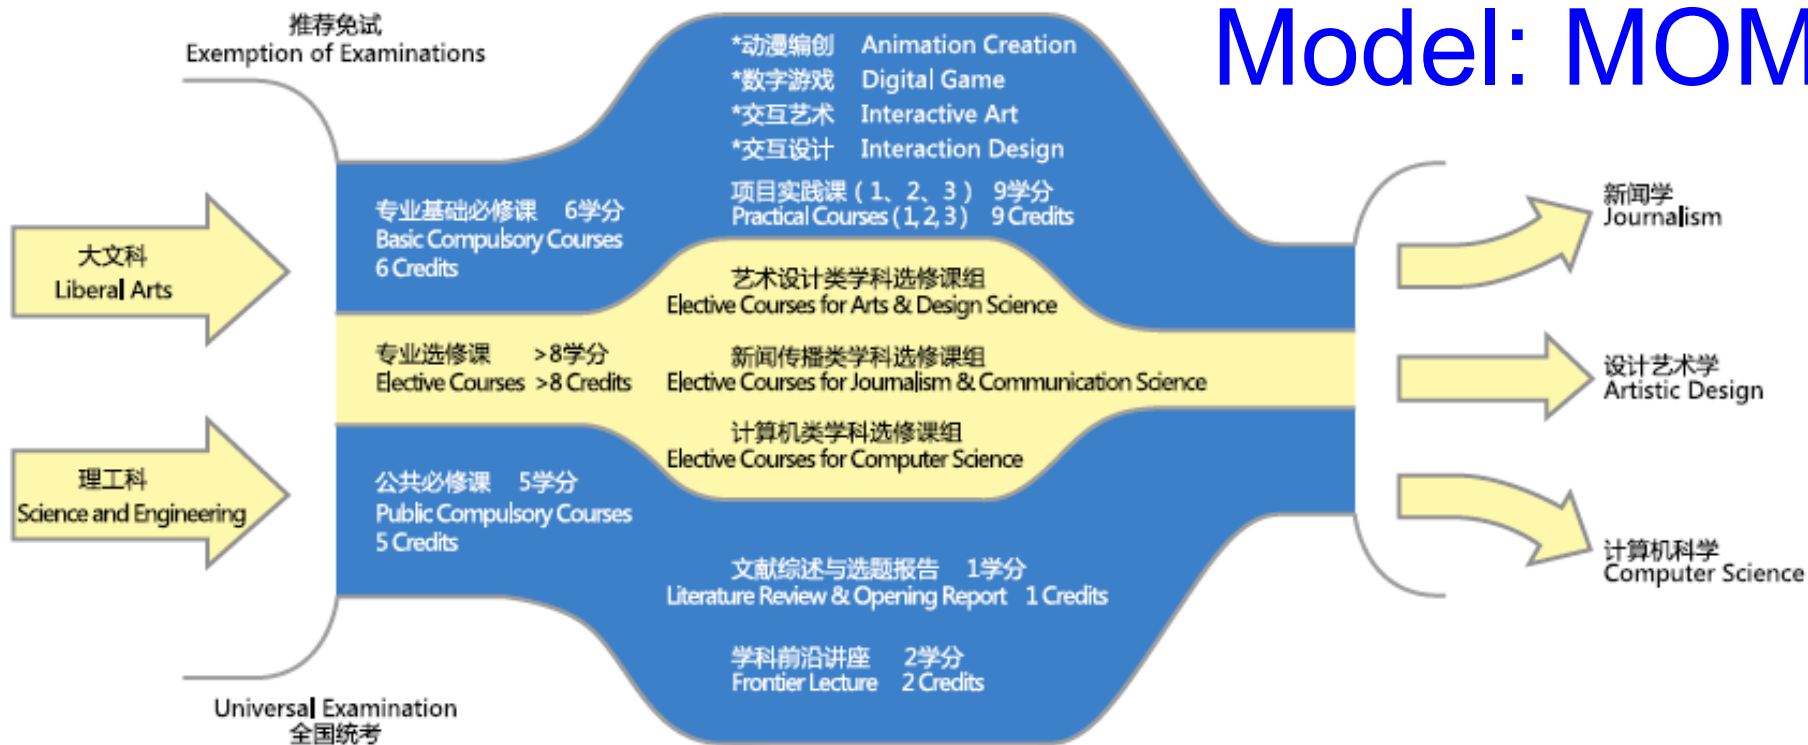 Model: MOM
推荐免试
Exemption of Examinations
大文科
Liberal Arts
理工科
Science and Engineering
Universal Examination
全国统考
专业基础必修课 6学分
Basic Compulsory Courses
6 Credits
专业选修课 >8学分
Elective Courses >8 Credits
公共必修课 5学分
Public Compulsory Courses
5 Credits
*动漫编创 Animation Creation
*数字游戏 Digital Game
*交互艺术 Interactive Art
*交互设计 Interaction Design
项目实践课（1、2、3） 9学分
Practical Courses (1, 2, 3) 9 Credits
艺术设计类学科选修课组
Elective Courses for Arts & Design Science
新闻传播类学科选修课组
Elective Courses for Journalism & Communication Science
计算机类学科选修课组
Elective Courses for Computer Science
文献综述与选题报告 1学分
Literature Review & Opening Report 1 Credits
学科前沿讲座 2学分
Frontier Lecture 2 Credits
新闻学
Journalism
设计艺术学
Artistic Design
计算机科学
Computer Science